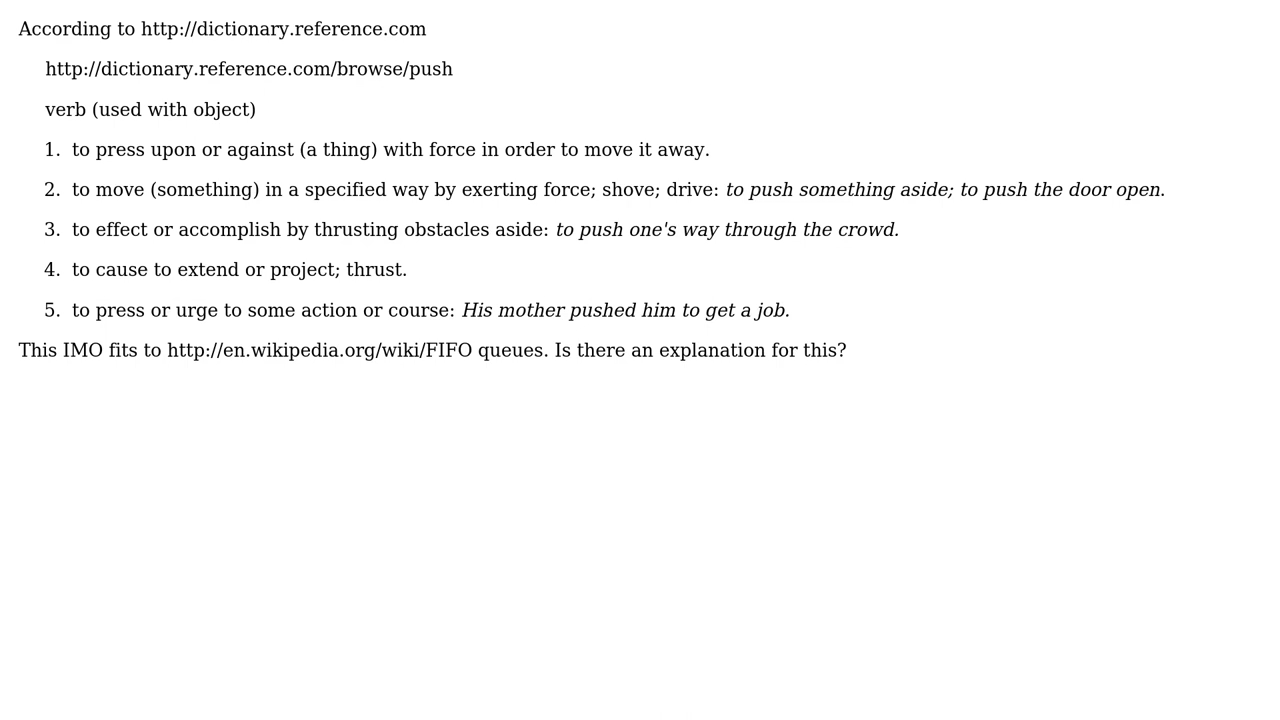 According to http://dictionary.reference.com
http://dictionary.reference.com/browse/push
verb (used with object)
1. to press upon or against (a thing) with force in order to move it away.
2. to move (something) in a specified way by exerting force; shove; drive: to push something aside; to push the door open.
3. to effect or accomplish by thrusting obstacles aside: to push one's way through the crowd.
4. to cause to extend or project; thrust.
5. to press or urge to some action or course: His mother pushed him to get a job.
This IMO fits to http://en.wikipedia.org/wiki/FIFO queues. Is there an explanation for this?